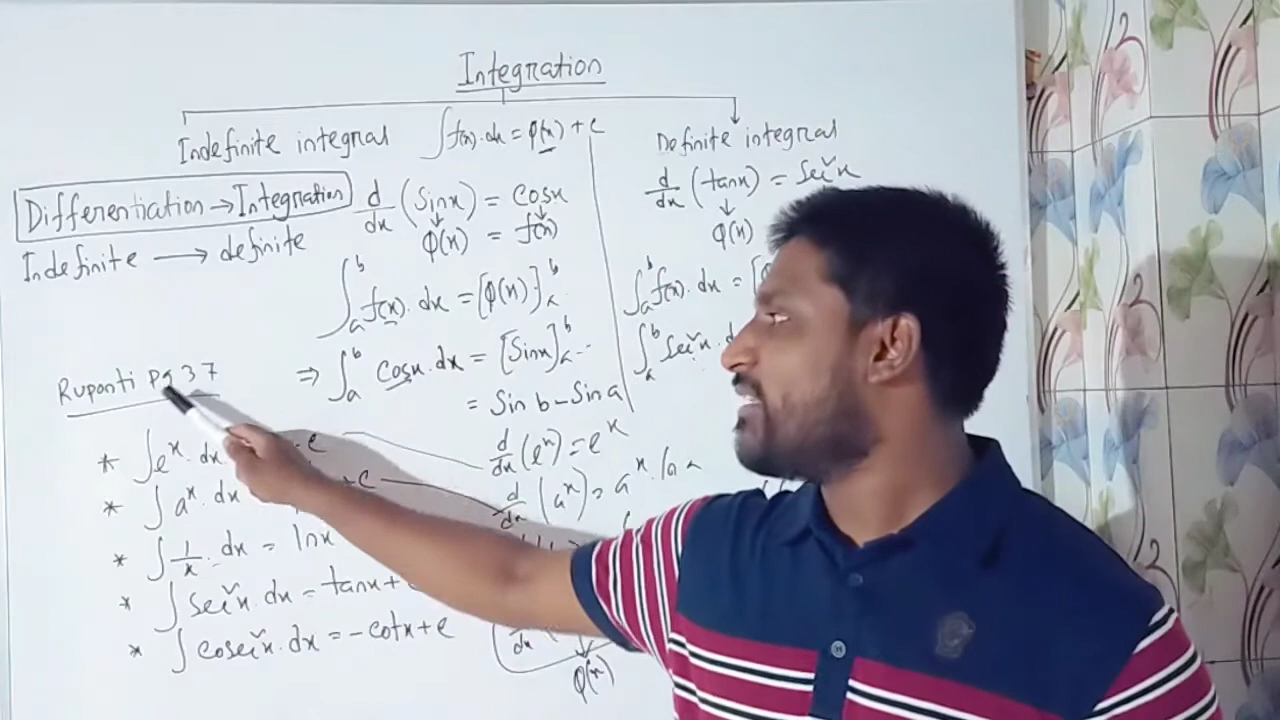 Integration
Indefinite integral ∫f(x).dx = φ(x) + c
Definite integral
Differentiation → Integration
Indefinite → definite
d/dx (Sinx) = Cosx
φ(x) = f(x)
∫ₐᵇ f(x).dx = [φ(x)]ₐᵇ
⇒ ∫ₐᵇ Cosx.dx = [Sinx]ₐᵇ
= Sin b - Sin a
d/dx (tanx) = Sec²x
φ(x)
∫ₐᵇ f(x).dx = [
∫ₐᵇ Sec²x.d
Ruponti Pg 37
* ∫eˣ.dx
* ∫aˣ.dx + c
* ∫1/x.dx = lnx
* ∫Sec²x.dx = tanx +
* ∫Cosec²x.dx = -Cotx + c
d/dx (eˣ) = eˣ
d/dx (aˣ) = aˣ.
φ(x)